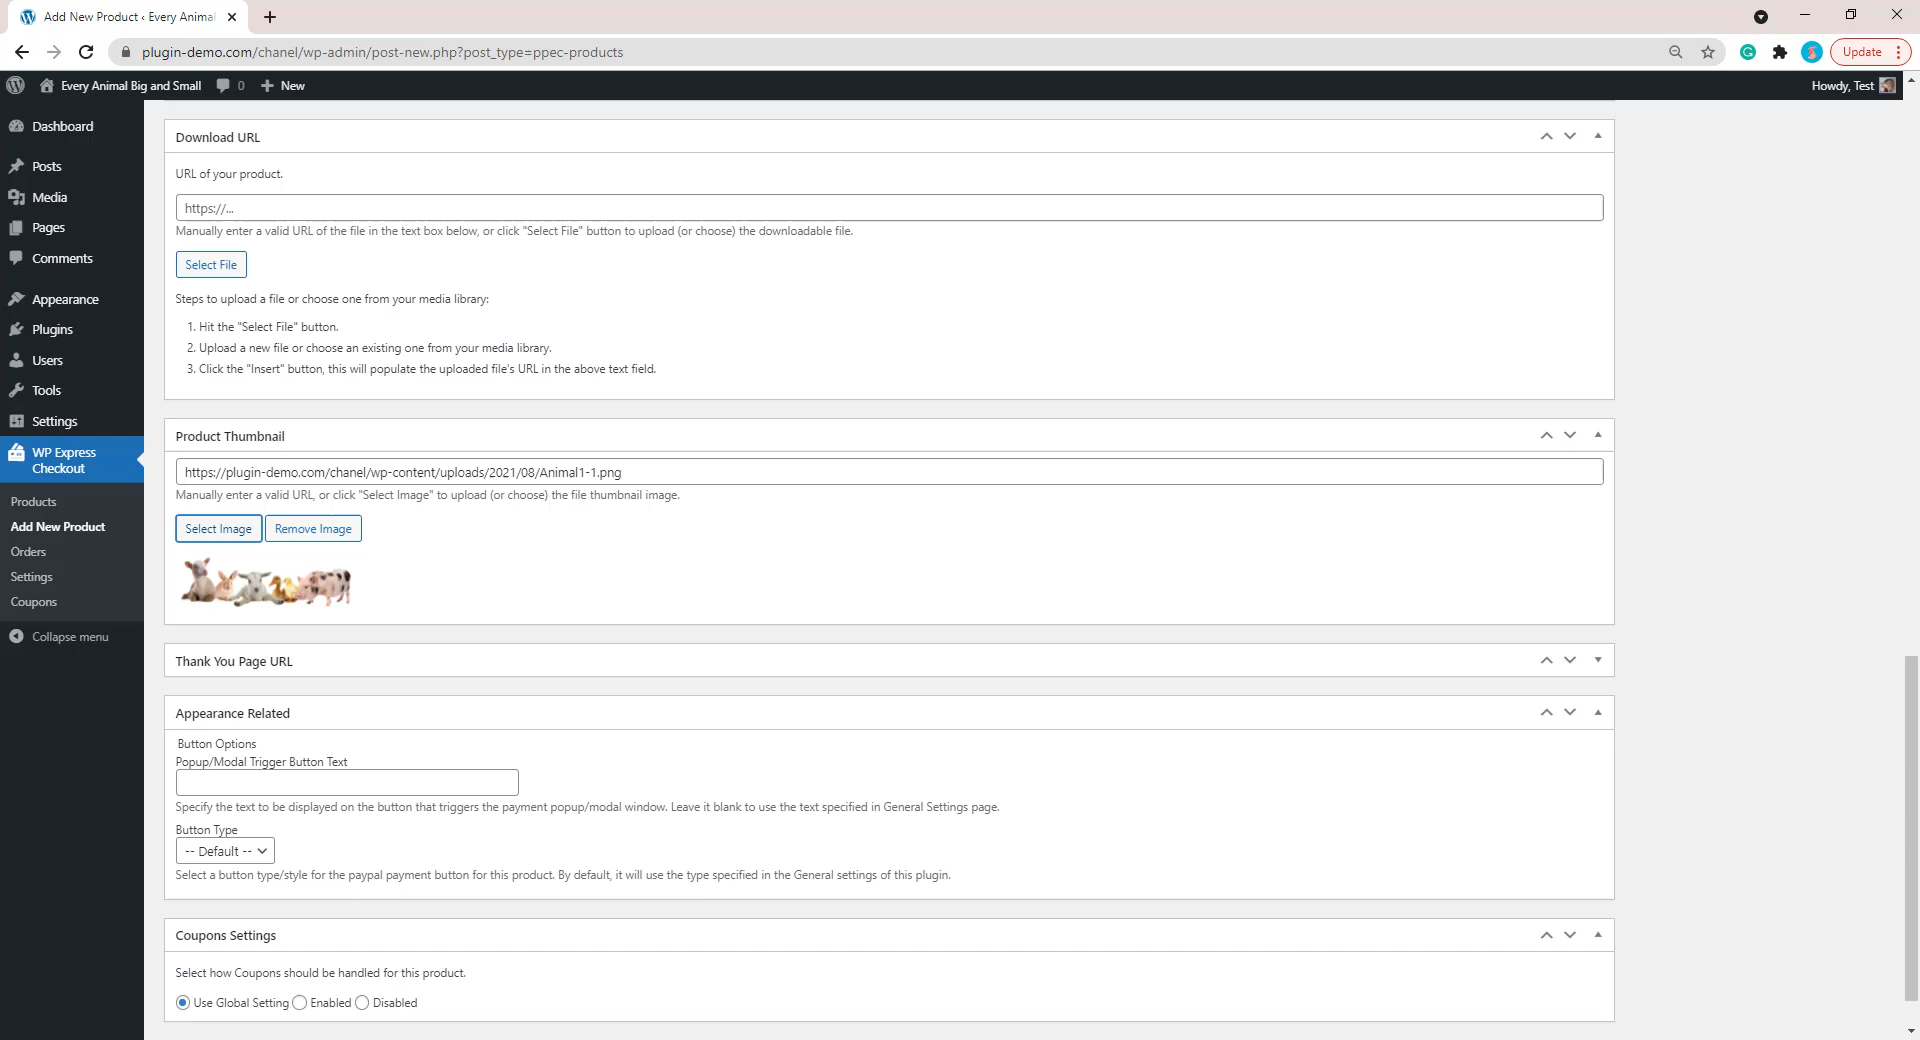 Add New Product ‹ Every Animal
plugin-demo.com/chanel/wp-admin/post-new.php?post_type=ppec-products
Update
Every Animal Big and Small
0
New
Howdy, Test
Dashboard
Posts
Media
Pages
Comments
Appearance
Plugins
Users
Tools
Settings
WP Express
Checkout
Products
Add New Product
Orders
Settings
Coupons
Collapse menu
Download URL
URL of your product.
https://...
Manually enter a valid URL of the file in the text box below, or click "Select File" button to upload (or choose) the downloadable file.
Select File
Steps to upload a file or choose one from your media library:
1. Hit the "Select File" button.
2. Upload a new file or choose an existing one from your media library.
3. Click the "Insert" button, this will populate the uploaded file's URL in the above text field.
Product Thumbnail
https://plugin-demo.com/chanel/wp-content/uploads/2021/08/Animal1-1.png
Manually enter a valid URL, or click "Select Image" to upload (or choose) the file thumbnail image.
Select Image
Remove Image
Thank You Page URL
Appearance Related
Button Options
Popup/Modal Trigger Button Text
Specify the text to be displayed on the button that triggers the payment popup/modal window. Leave it blank to use the text specified in General Settings page.
Button Type
-- Default --
Select a button type/style for the paypal payment button for this product. By default, it will use the type specified in the General settings of this plugin.
Coupons Settings
Select how Coupons should be handled for this product.
Use Global Setting Enabled Disabled